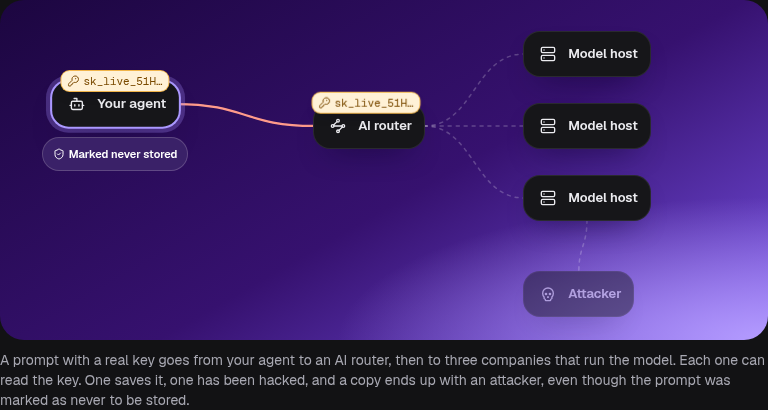 Model host
sk_live_51H…
Your agent
sk_live_51H…
AI router
Model host
Marked never stored
Model host
Attacker
A prompt with a real key goes from your agent to an AI router, then to three companies that run the model. Each one can
read the key. One saves it, one has been hacked, and a copy ends up with an attacker, even though the prompt was
marked as never to be stored.